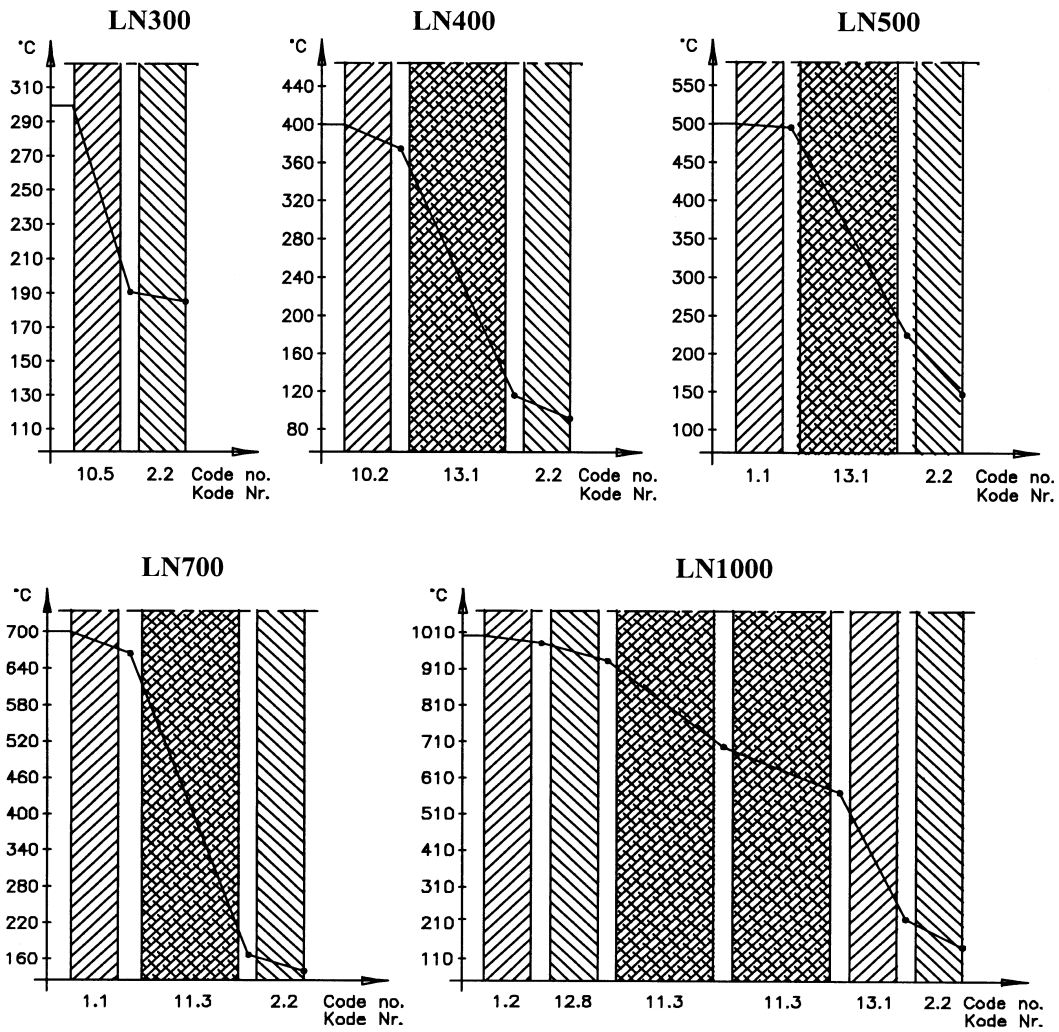 LN300
°C
310
290
270
250
230
210
190
170
150
130
110
10.5 2.2 Code no.
Kode Nr.
LN400
°C
440
400
360
320
280
240
200
160
120
80
10.2 13.1 2.2 Code no.
Kode Nr.
LN500
°C
550
500
450
400
350
300
250
200
150
100
1.1 13.1 2.2 Code no.
Kode Nr.
LN700
°C
700
640
580
520
460
400
340
280
220
160
1.1 11.3 2.2 Code no.
Kode Nr.
LN1000
°C
1010
910
810
710
610
510
410
310
210
110
1.2 12.8 11.3 11.3 13.1 2.2 Code no.
Kode Nr.